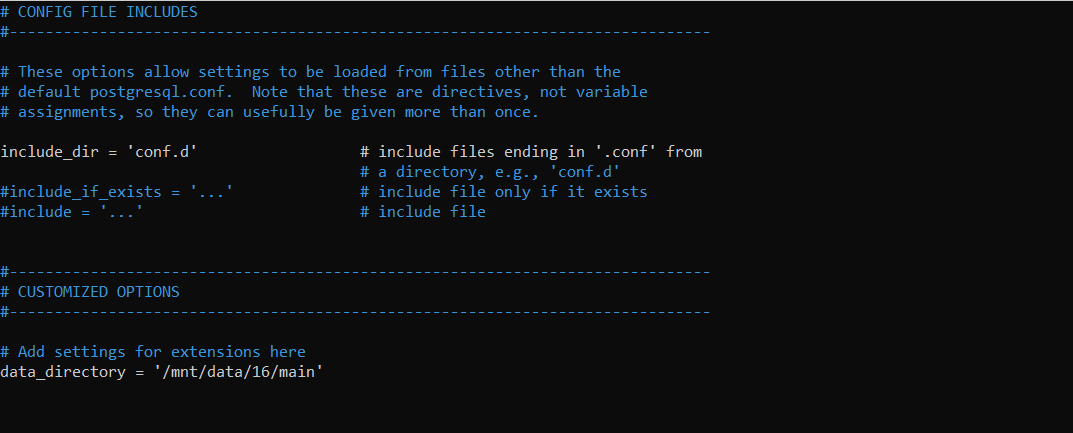 # CONFIG FILE INCLUDES
#------------------------------------------------------------------------------
# These options allow settings to be loaded from files other than the
# default postgresql.conf.  Note that these are directives, not variable
# assignments, so they can usefully be given more than once.
include_dir = 'conf.d'                  # include files ending in '.conf' from
                                        # a directory, e.g., 'conf.d'
#include_if_exists = '...'              # include file only if it exists
#include = '...'                        # include file
#------------------------------------------------------------------------------
# CUSTOMIZED OPTIONS
#------------------------------------------------------------------------------
# Add settings for extensions here
data_directory = '/mnt/data/16/main'